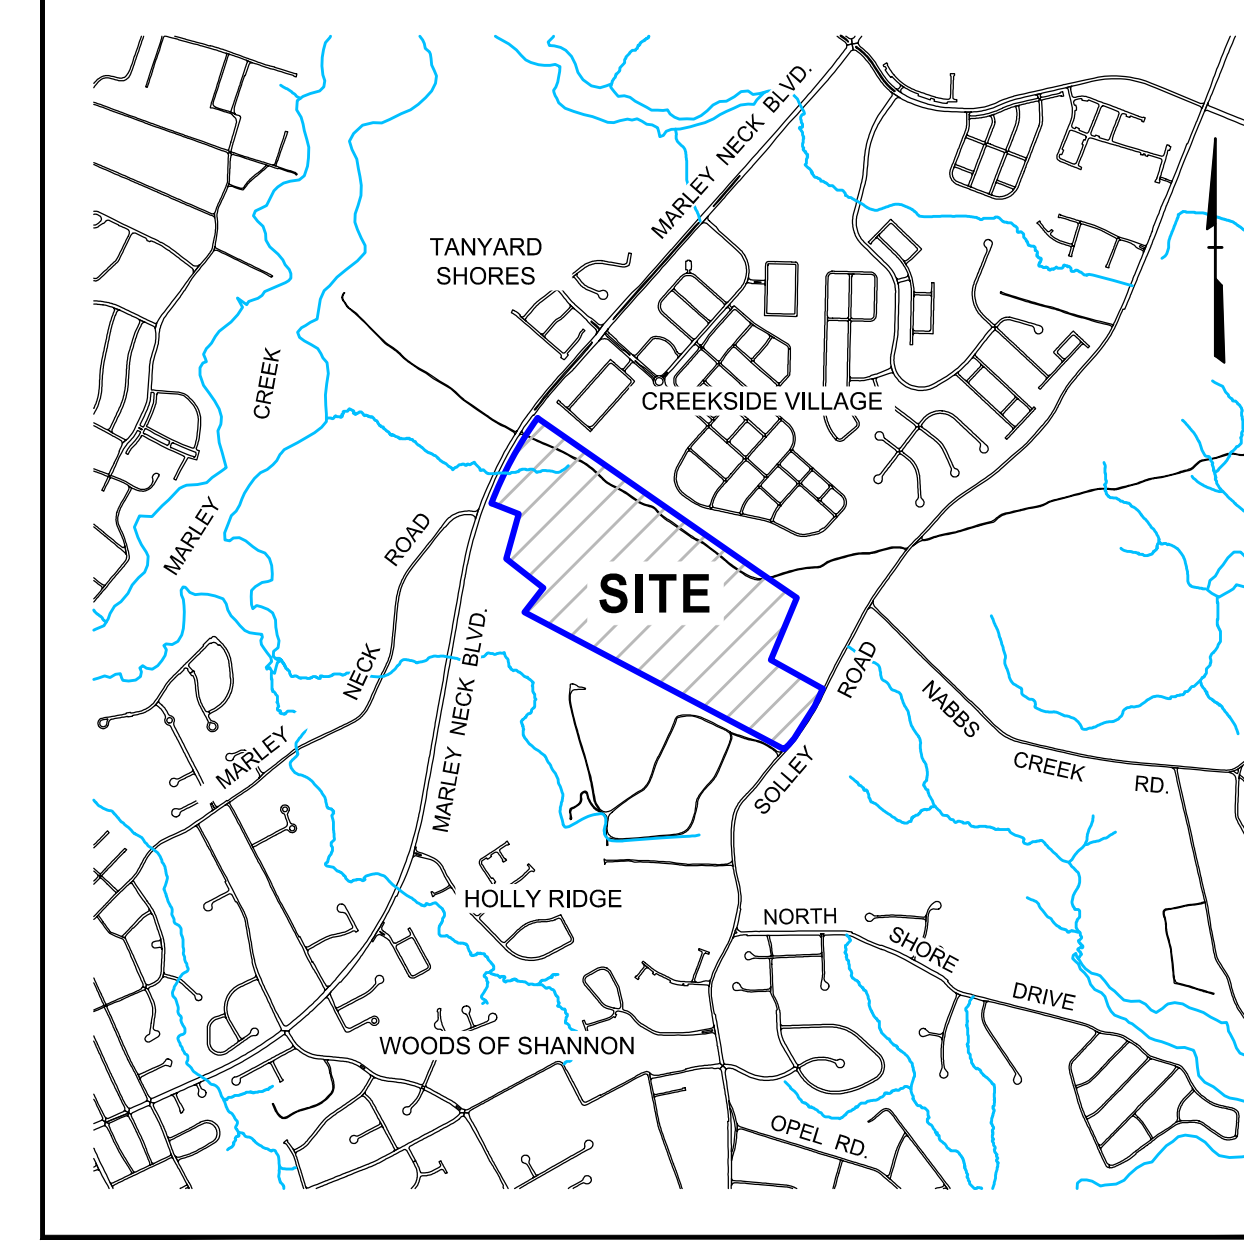 MARLEY NECK BLVD.
TANYARD
SHORES
CREEK
CREEKSIDE VILLAGE
MARLEY
ROAD
SITE
NECK
MARLEY NECK BLVD.
ROAD
NABBS
MARLEY
CREEK
RD.
SOLLEY
HOLLY RIDGE
NORTH
SHORE
DRIVE
WOODS OF SHANNON
OPEL RD.